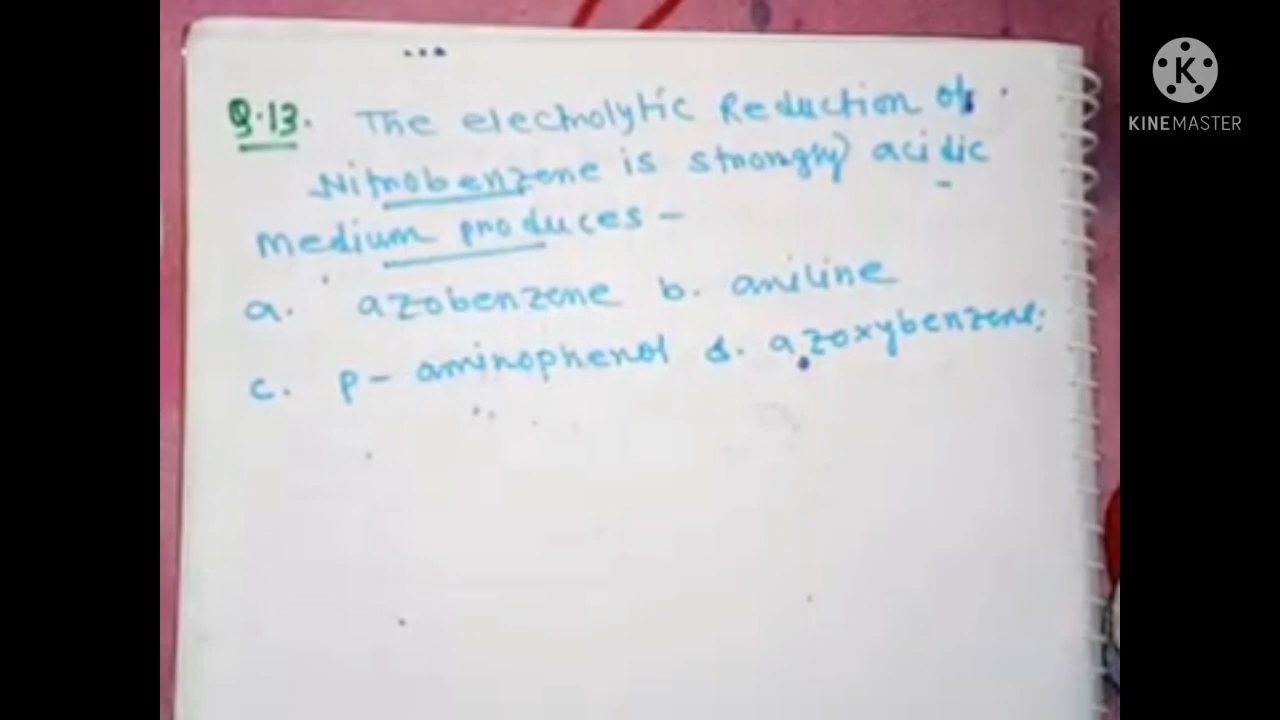 Q.13. The electrolytic Reduction of
Nitrobenzene is strongly acidic
medium produces -
a. azobenzene b. aniline
c. p- aminophenol d. azoxybenzene:
K
KINEMASTER